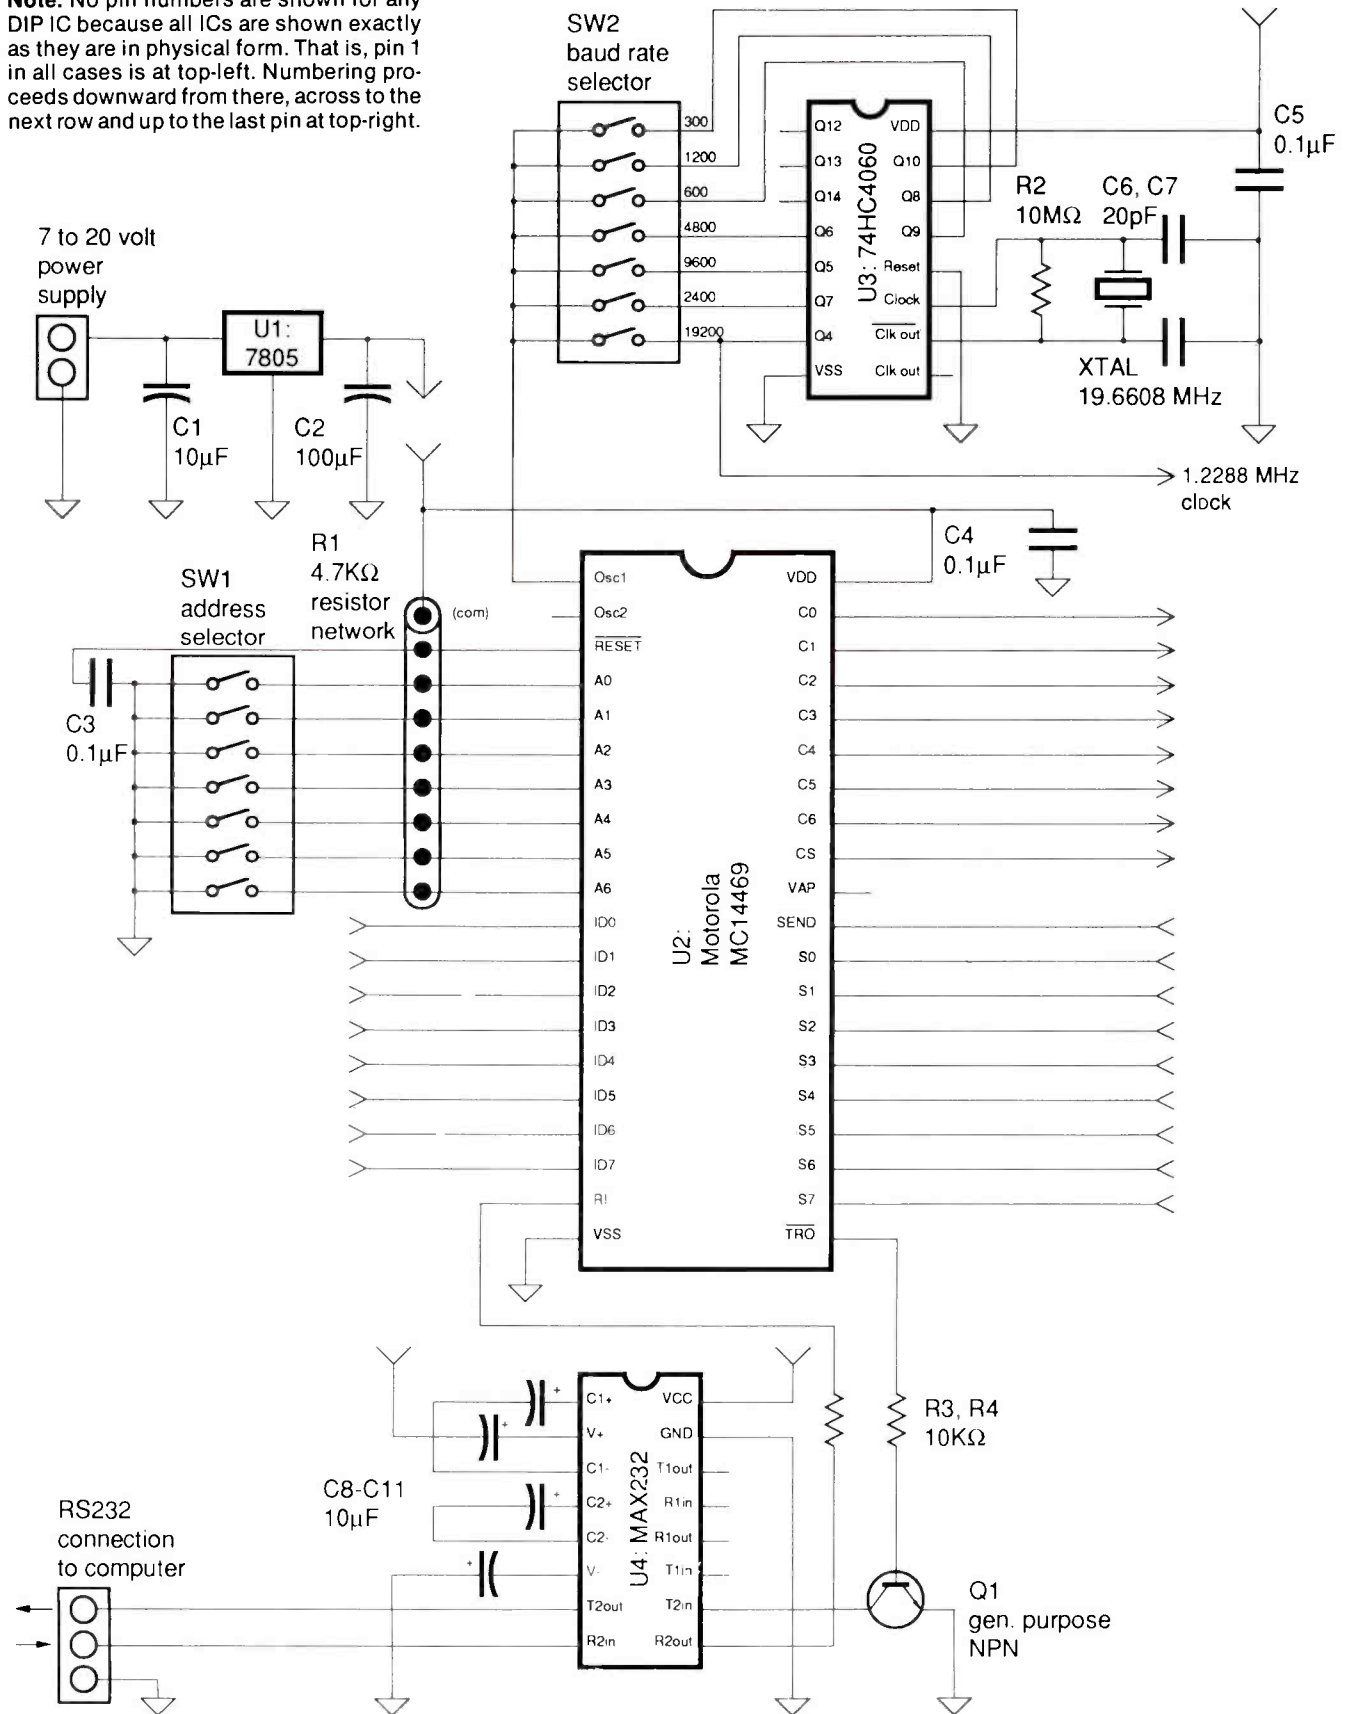 Note: No pin numbers are shown for any
DIP IC because all ICs are shown exactly
as they are in physical form. That is, pin 1
in all cases is at top-left. Numbering pro-
ceeds downward from there, across to the
next row and up to the last pin at top-right.
SW2
baud rate
selector
300
1200
600
4800
9600
2400
19200
Q12
Q13
Q14
Q6
Q5
Q7
Q4
VSS
U3: 74HC4060
VDD
Q10
Q8
Q9
Reset
Clock
Clk out
Clk out
R2
10MΩ
C6, C7
20pF
C5
0.1µF
XTAL
19.6608 MHz
1.2288 MHz
clock
7 to 20 volt
power
supply
U1:
7805
C1
10µF
C2
100µF
R1
4.7KΩ
resistor
network
(com)
SW1
address
selector
C3
0.1µF
C4
0.1µF
Osc1
Osc2
RESET
A0
A1
A2
A3
A4
A5
A6
ID0
ID1
ID2
ID3
ID4
ID5
ID6
ID7
RI
VSS
U2:
Motorola
MC14469
VDD
C0
C1
C2
C3
C4
C5
C6
CS
VAP
SEND
S0
S1
S2
S3
S4
S5
S6
S7
TRO
C8-C11
10µF
+
+
+
+
C1+
V+
C1-
C2+
C2-
V-
T2out
R2in
U4: MAX232
VCC
GND
T1out
R1in
R1out
T1in
T2in
R2out
R3, R4
10KΩ
Q1
gen. purpose
NPN
RS232
connection
to computer